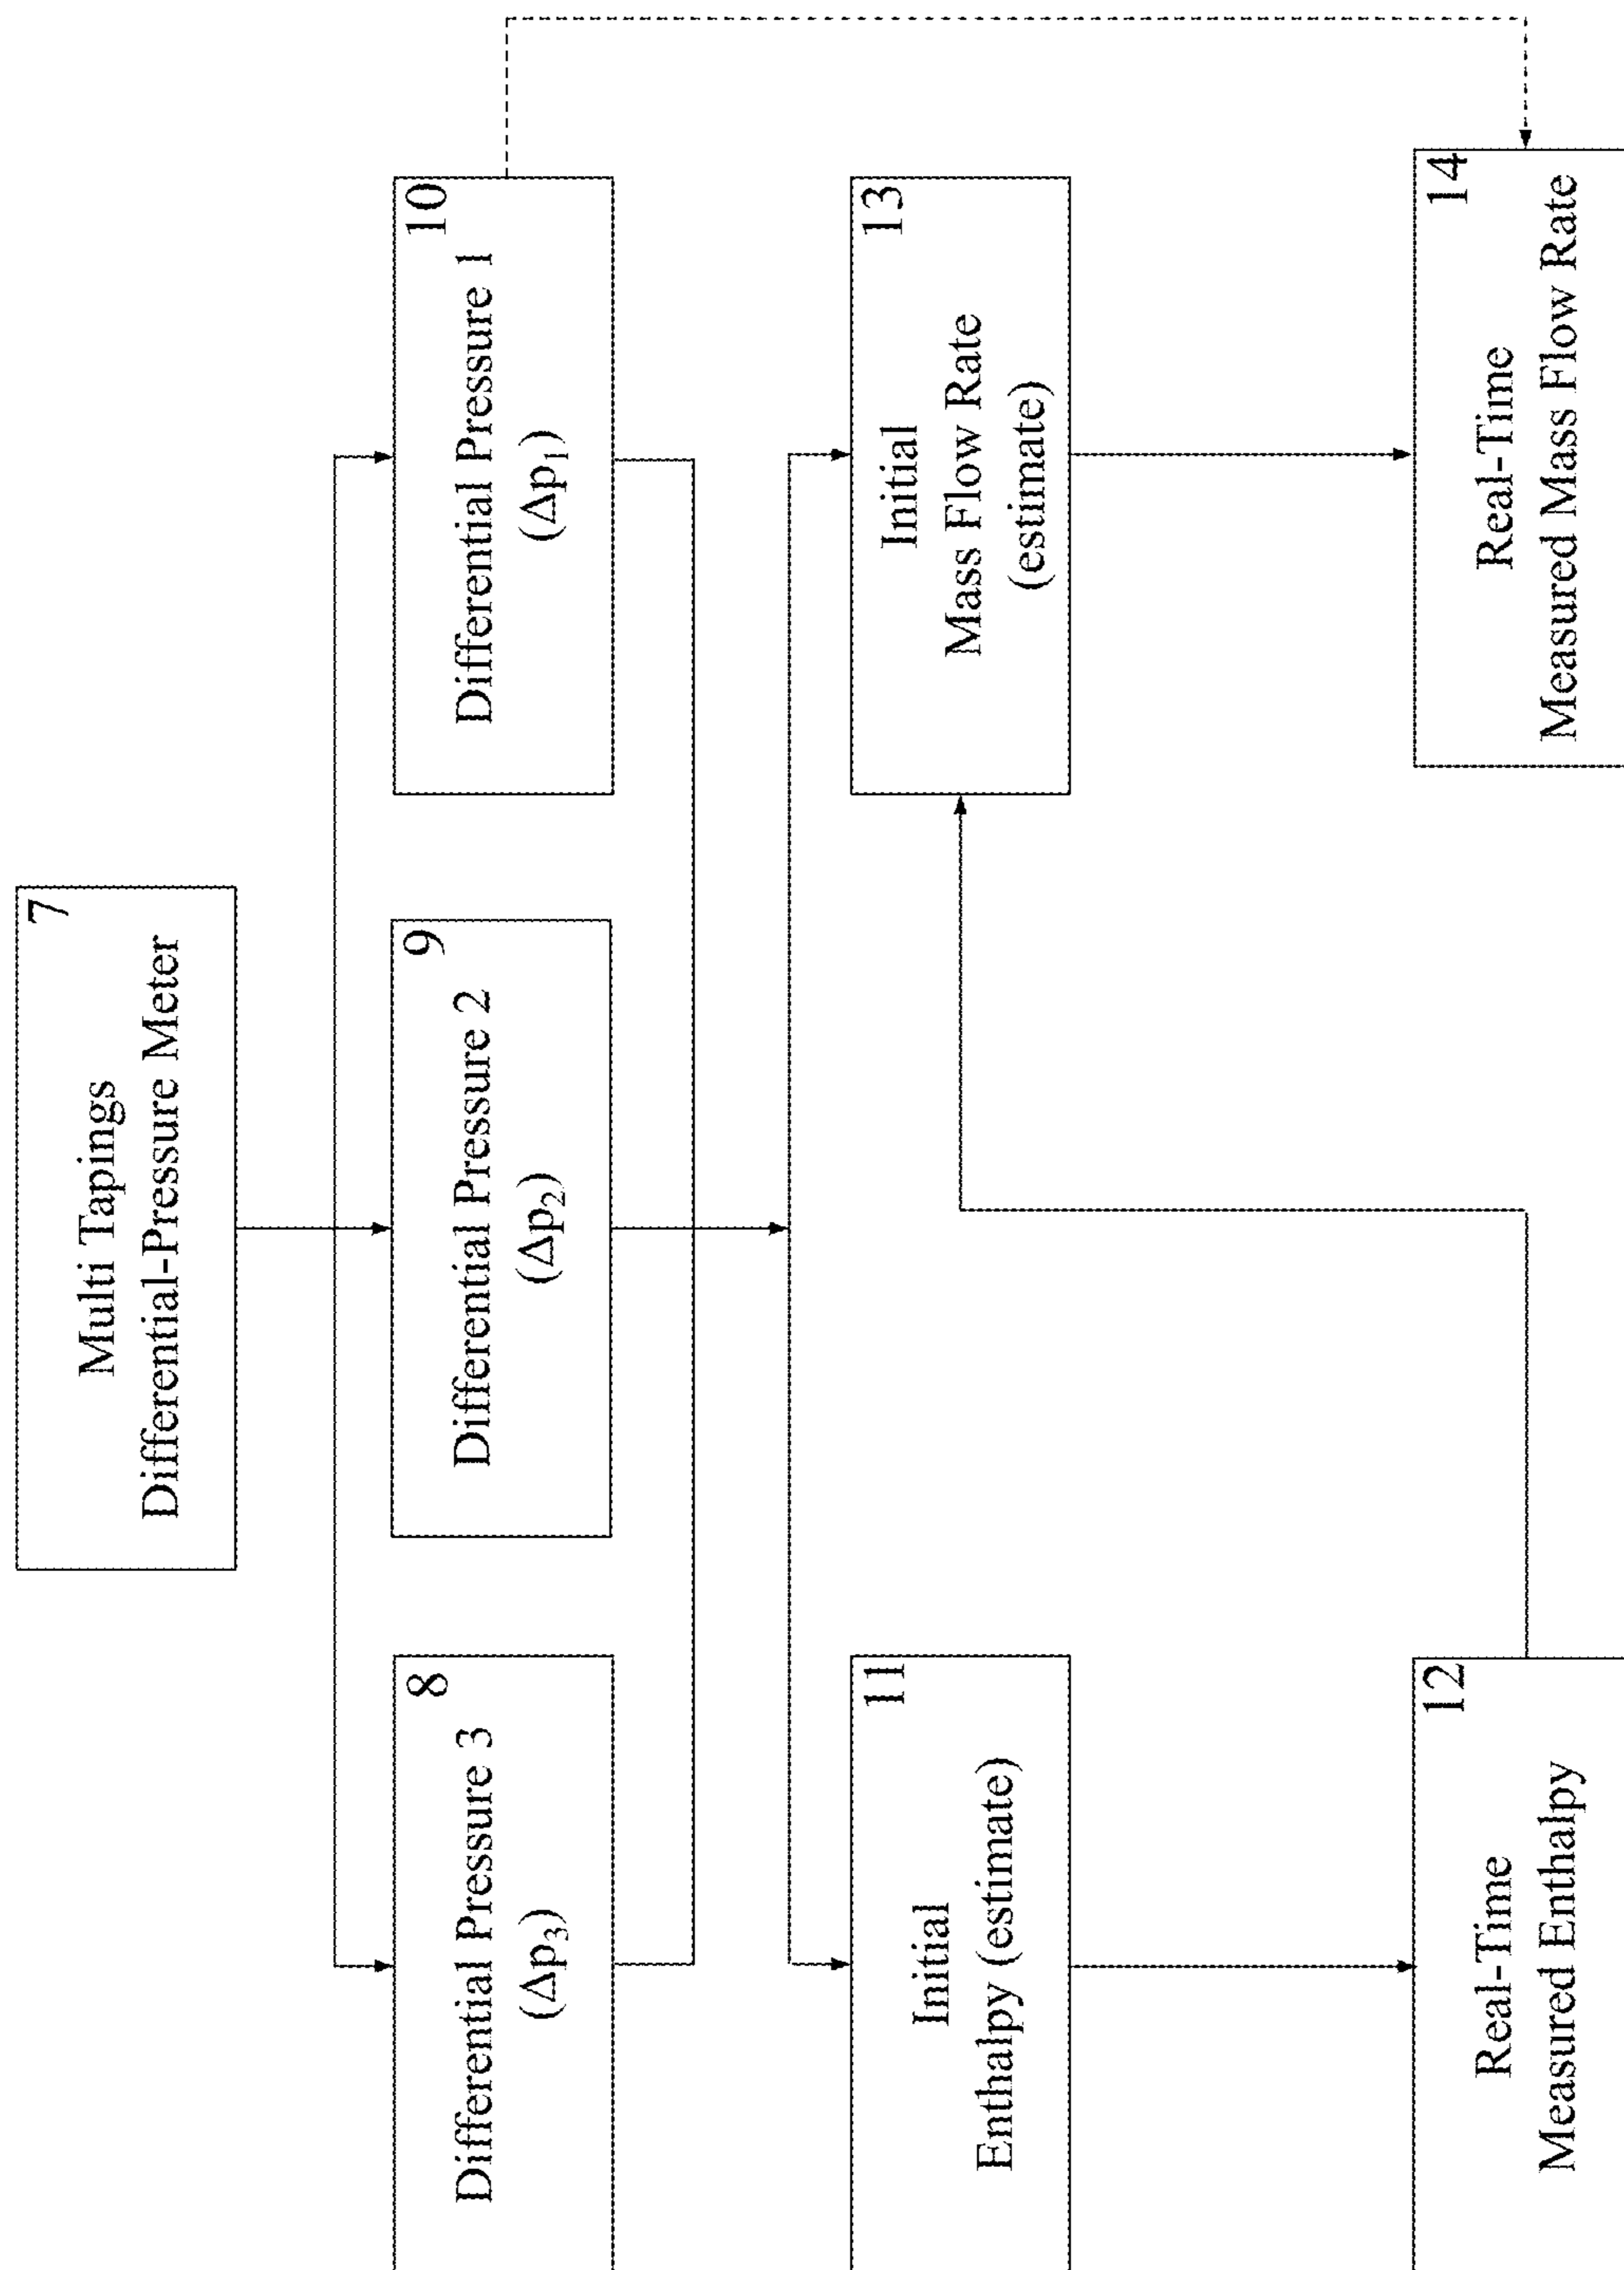 7
Multi Tapings
Differential-Pressure Meter
8
Differential Pressure 3
(Δp₃)
9
Differential Pressure 2
(Δp₂)
10
Differential Pressure 1
(Δp₁)
11
Initial
Enthalpy (estimate)
13
Initial
Mass Flow Rate
(estimate)
12
Real-Time
Measured Enthalpy
14
Real-Time
Measured Mass Flow Rate